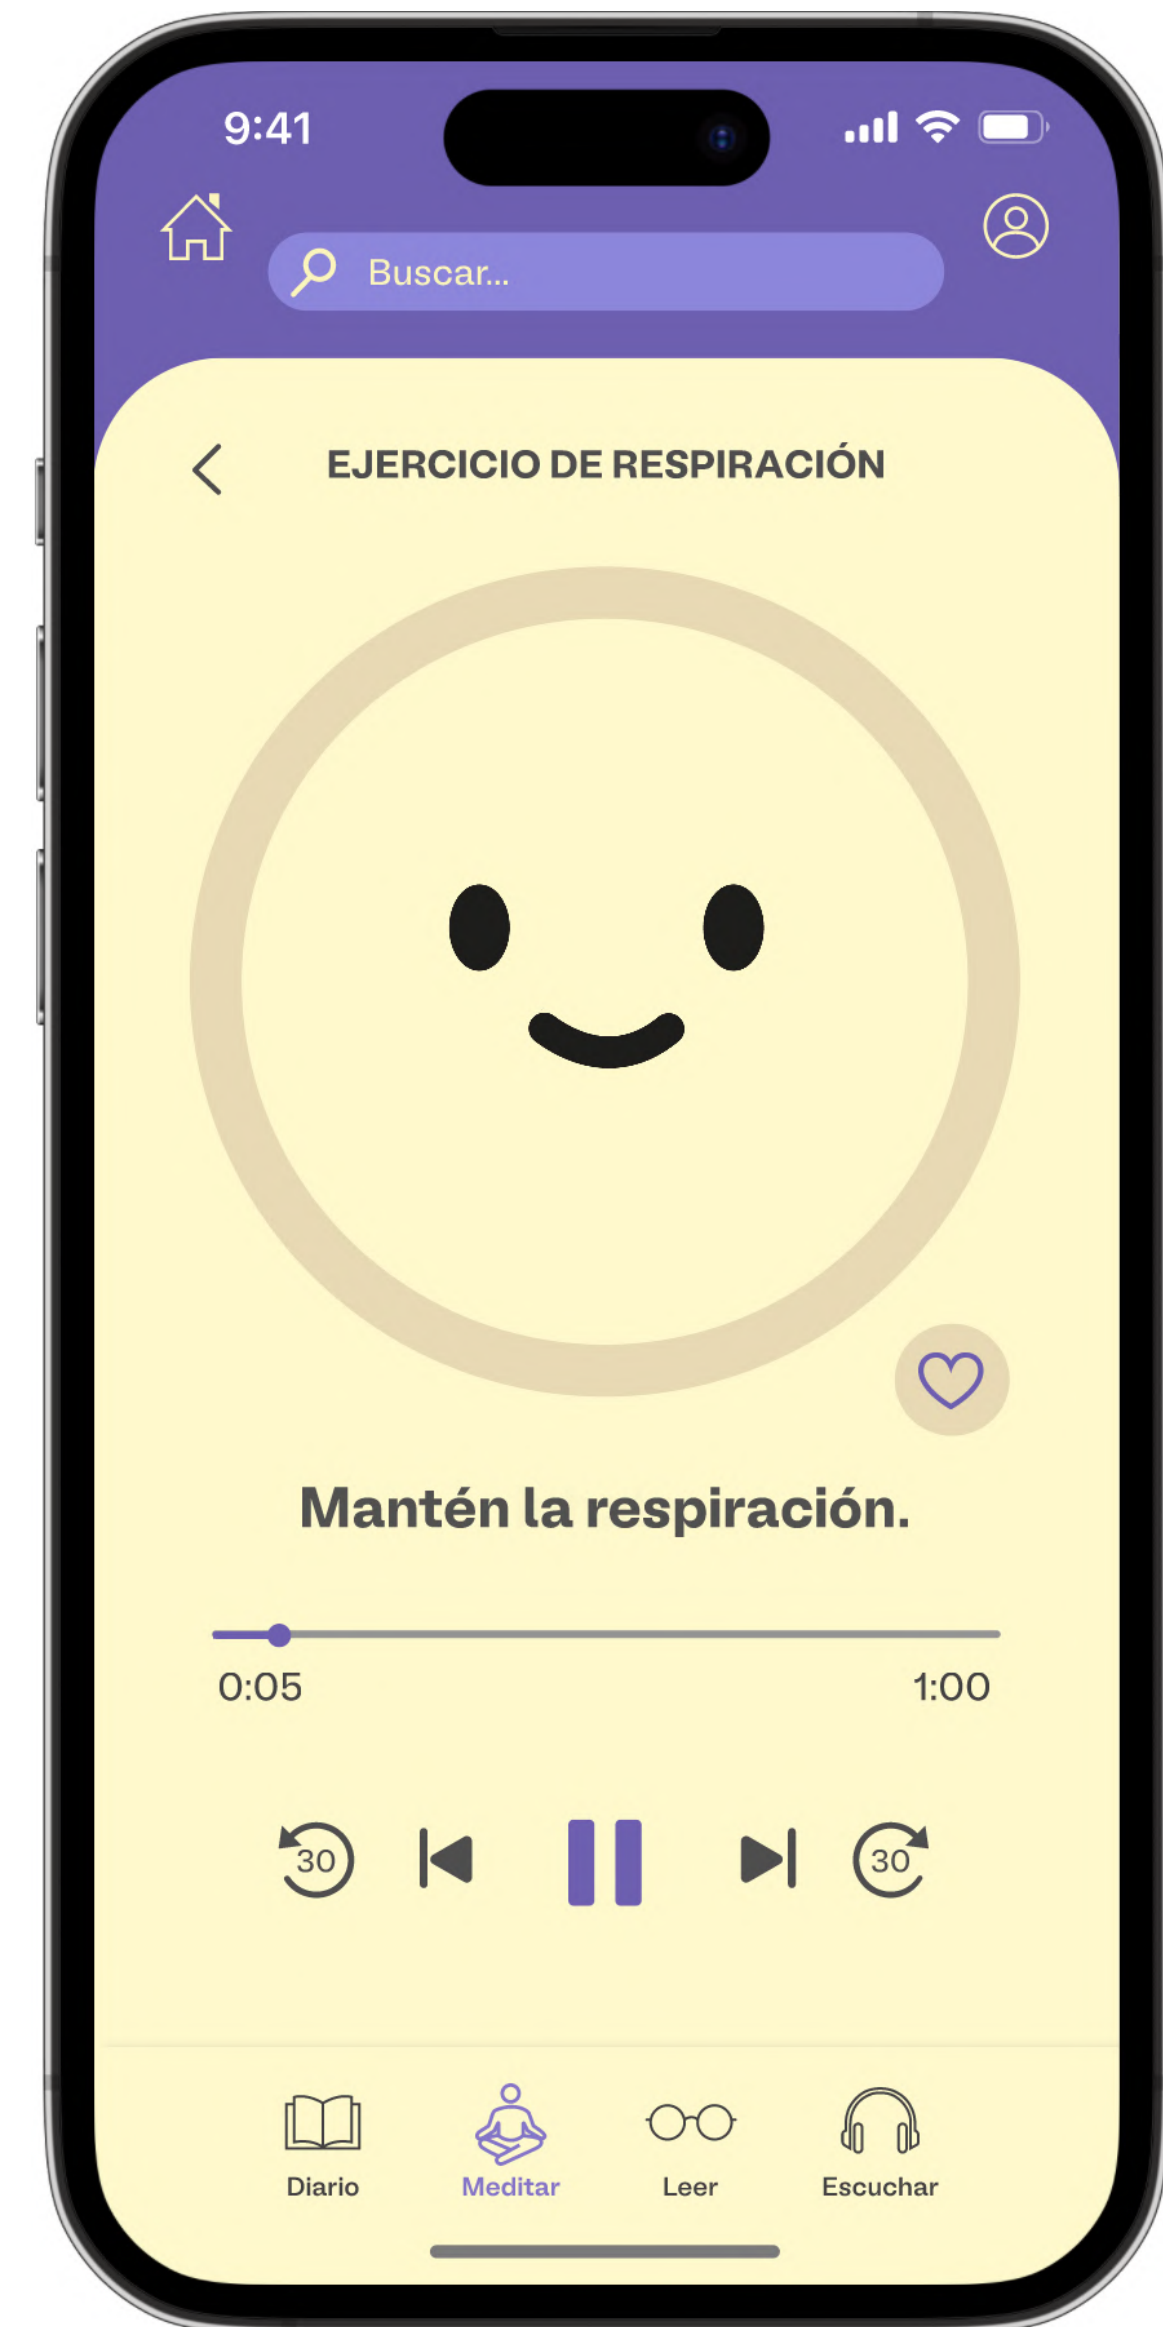 9:41
Buscar...
EJERCICIO DE RESPIRACIÓN
Mantén la respiración.
0:05
1:00
30
30
Diario
Meditar
Leer
Escuchar